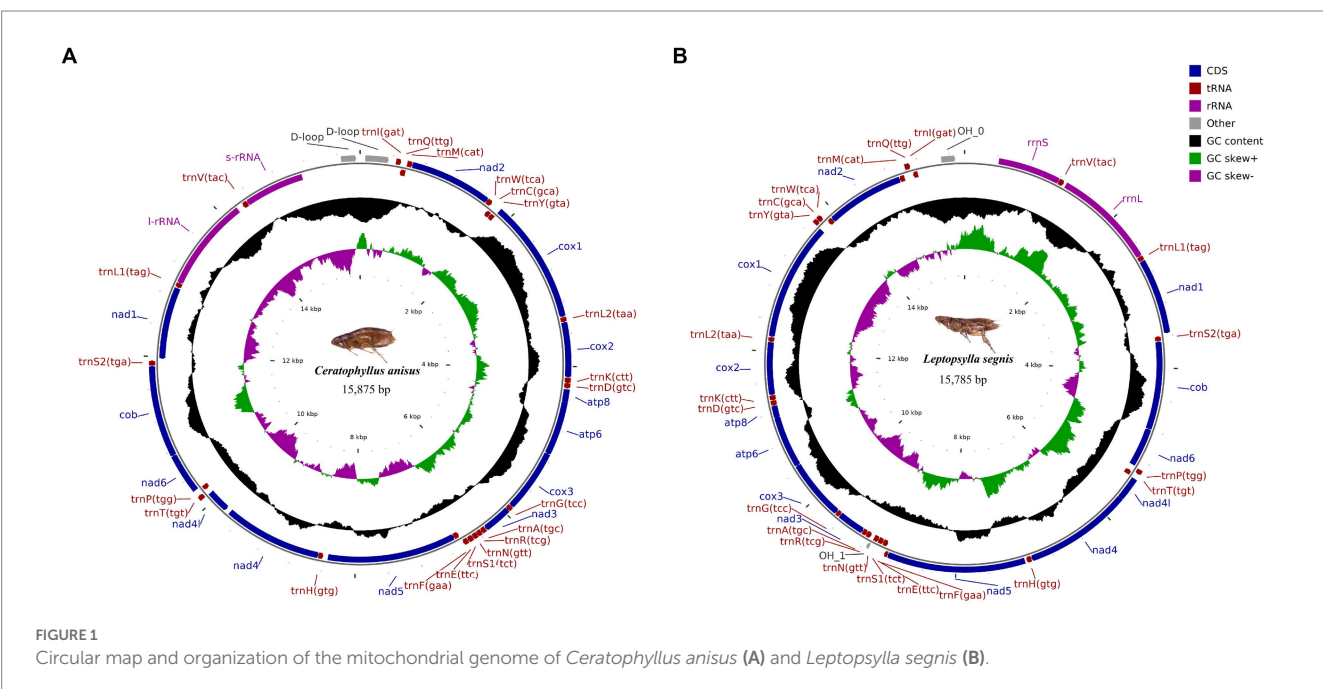 A
D-loop
D-loop
trnI(gat)
trnQ(ttg)
trnM(cat)
nad2
trnW(tca)
trnC(gca)
trnY(gta)
cox1
trnL2(taa)
cox2
trnK(ctt)
trnD(gtc)
atp8
atp6
cox3
trnG(tcc)
nad3
trnA(tgc)
trnR(tcg)
trnN(gtt)
trnS1(tct)
trnE(ttc)
trnF(gaa)
nad5
trnH(gtg)
nad4
nad4l
trnT(tgt)
trnP(tgg)
nad6
cob
trnS2(tga)
nad1
trnL1(tag)
l-rRNA
trnV(tac)
s-rRNA
2 kbp
4 kbp
6 kbp
8 kbp
10 kbp
12 kbp
14 kbp
Ceratophyllus anisus
15,875 bp
B
OH_0
rrnS
trnV(tac)
rrnL
trnL1(tag)
nad1
trnS2(tga)
cob
nad6
trnP(tgg)
trnT(tgt)
nad4l
nad4
trnH(gtg)
nad5
trnF(gaa)
trnE(ttc)
trnS1(tct)
trnN(gtt)
OH_1
trnR(tcg)
trnA(tgc)
nad3
trnG(tcc)
cox3
atp6
atp8
trnD(gtc)
trnK(ctt)
cox2
trnL2(taa)
cox1
trnY(gta)
trnC(gca)
trnW(tca)
nad2
trnM(cat)
trnQ(ttg)
trnI(gat)
2 kbp
4 kbp
6 kbp
8 kbp
10 kbp
12 kbp
14 kbp
Leptopsylla segnis
15,785 bp
CDS
tRNA
rRNA
Other
GC content
GC skew+
GC skew-
FIGURE 1
Circular map and organization of the mitochondrial genome of Ceratophyllus anisus (A) and Leptopsylla segnis (B).